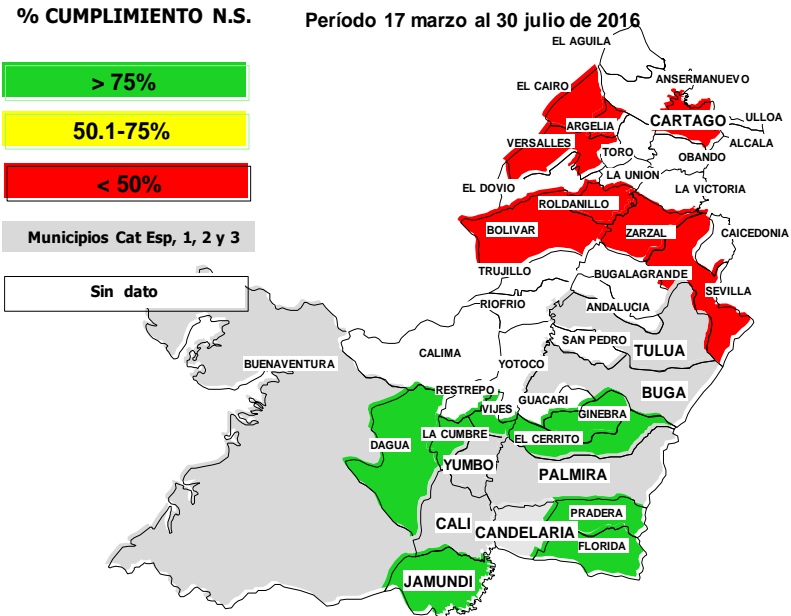 % CUMPLIMIENTO N.S.
Período 17 marzo al 30 julio de 2016
> 75%
50.1-75%
< 50%
Municipios Cat Esp, 1, 2 y 3
Sin dato
EL AGUILA
ANSERMANUEVO
EL CAIRO
ARGELIA
CARTAGO
ULLOA
VERSALLES
ALCALA
TORO
OBANDO
LA UNION
EL DOVIO
LA VICTORIA
ROLDANILLO
BOLIVAR
ZARZAL
CAICEDONIA
TRUJILLO
BUGALAGRANDE
SEVILLA
RIOFRIO
ANDALUCIA
SAN PEDRO
TULUA
CALIMA
BUENAVENTURA
YOTOCO
RESTREPO
GUACARI
BUGA
VIJES
GINEBRA
DAGUA
LA CUMBRE
EL CERRITO
YUMBO
PALMIRA
PRADERA
CALI
CANDELARIA
FLORIDA
JAMUNDI